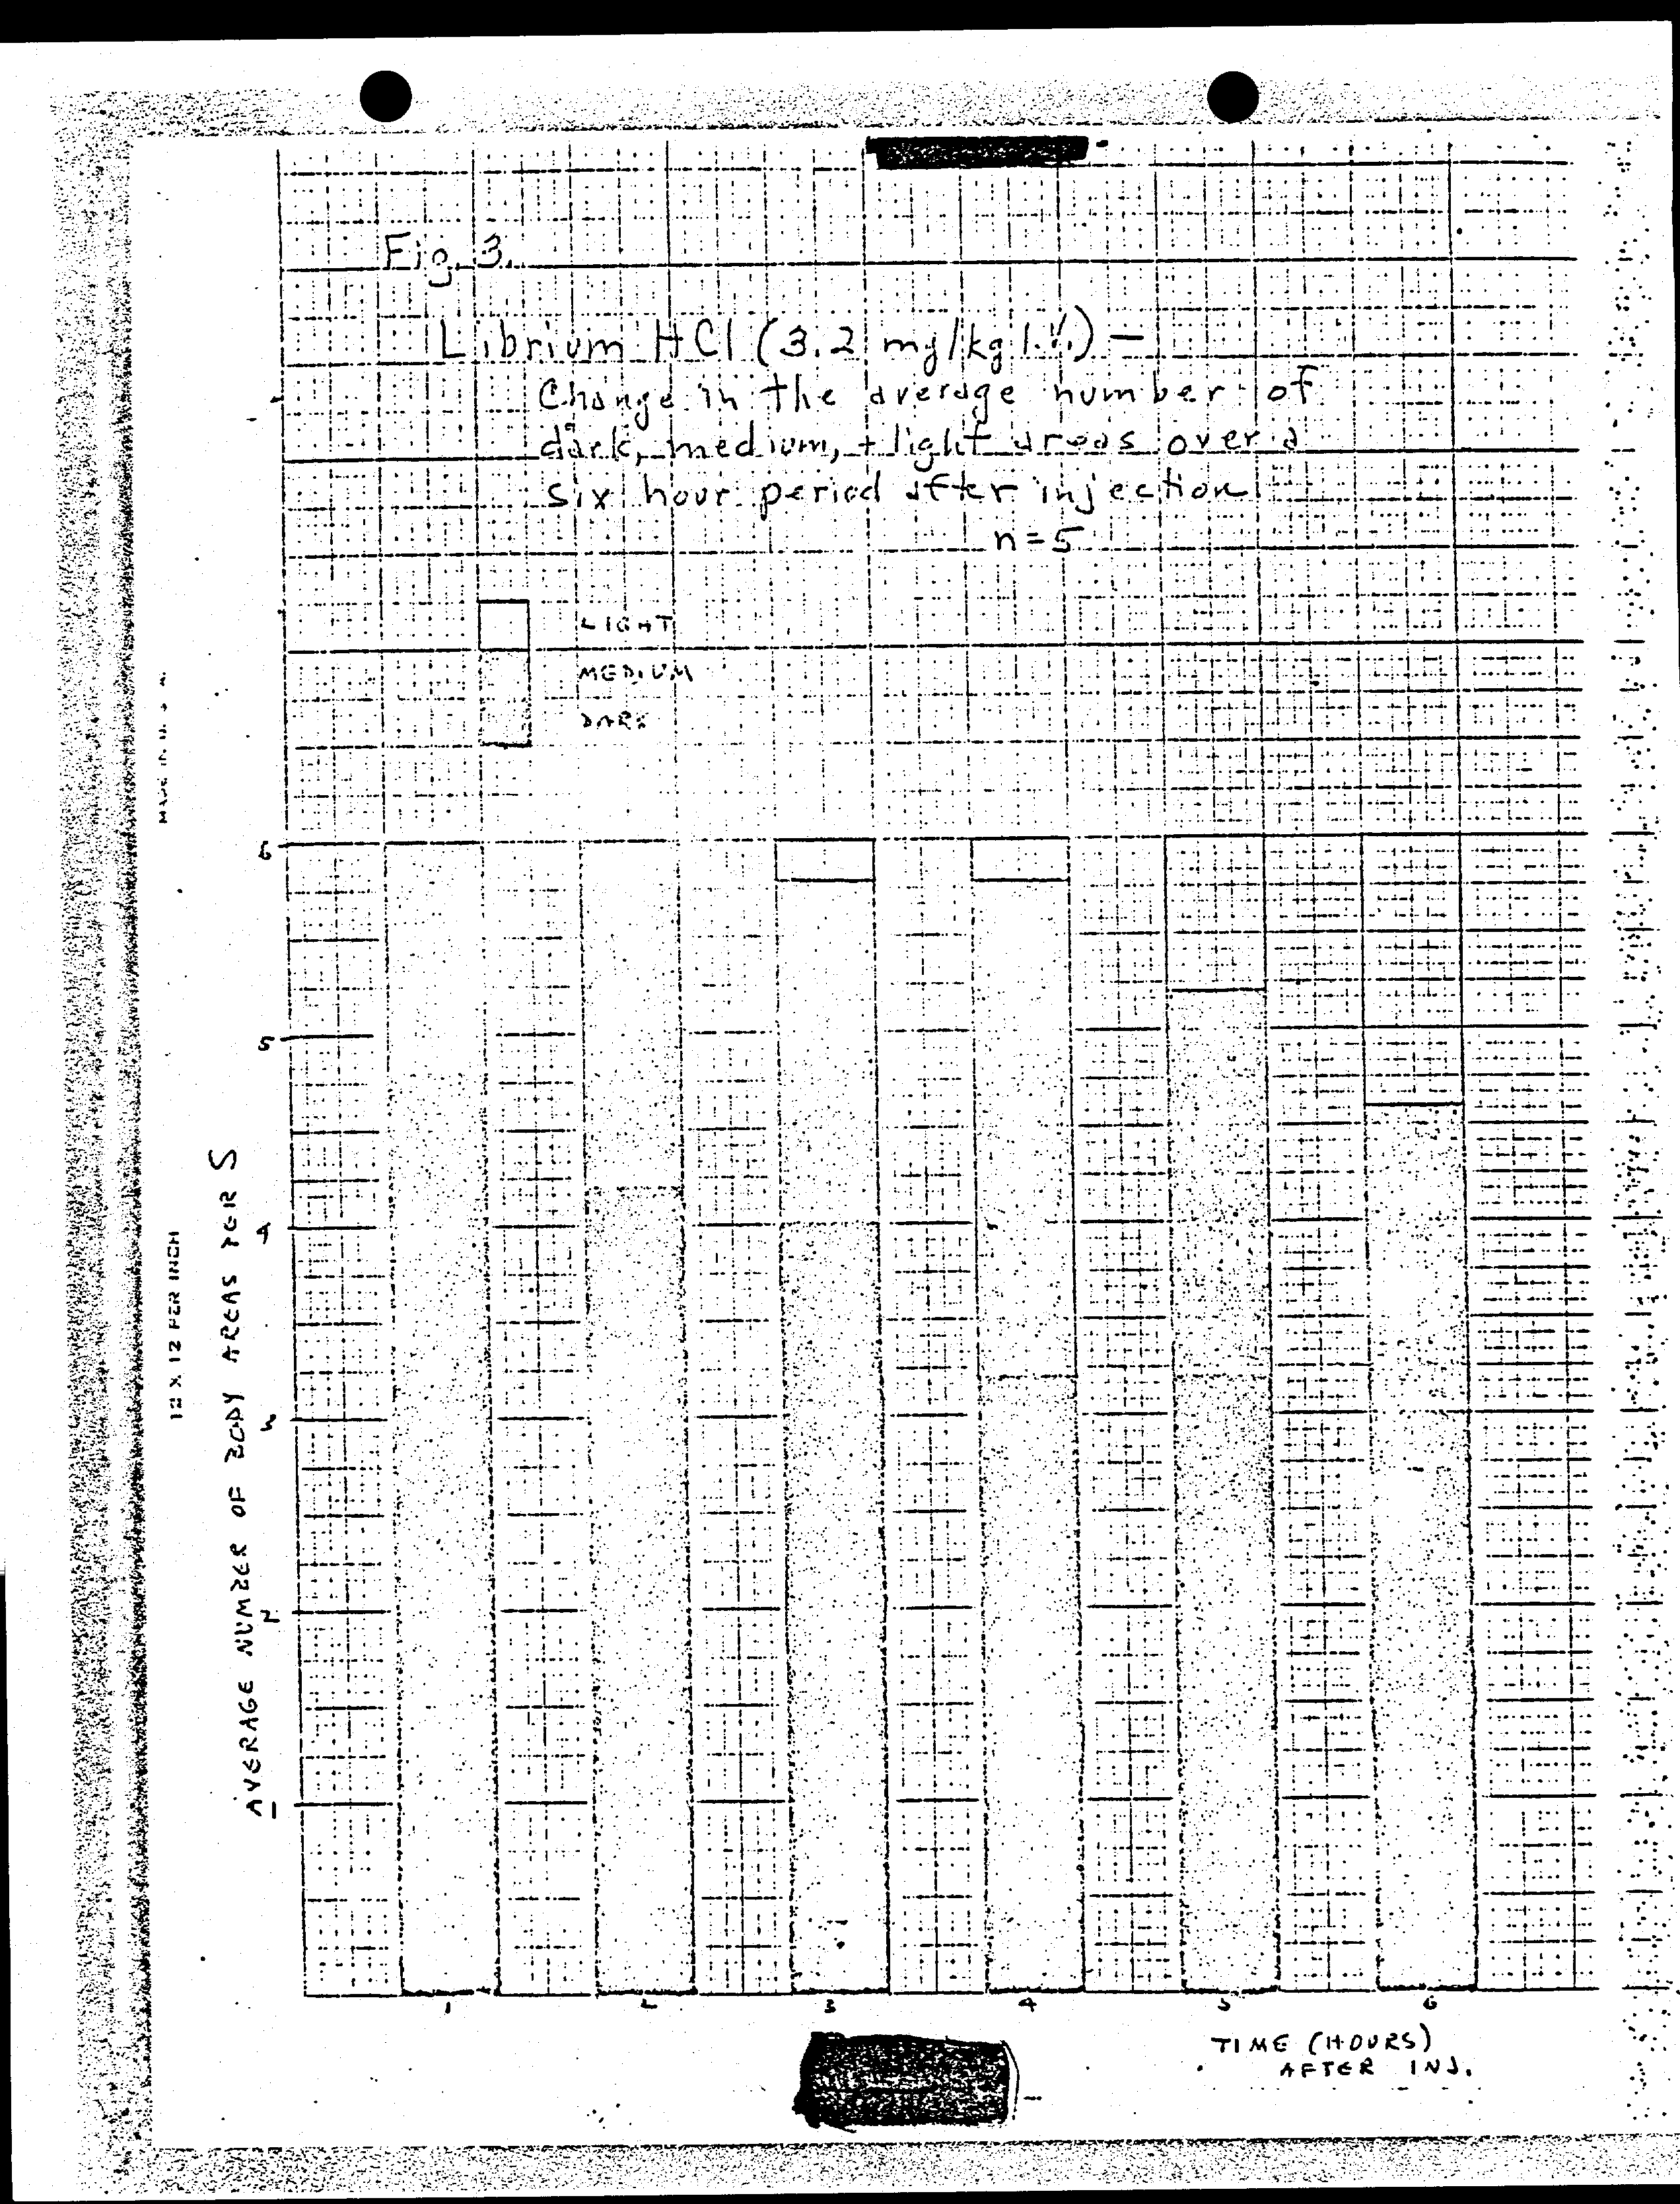 Fig. 3.
Librium HCl (3.2 mg/kg I.V.) —
Change in the average number of
dark, medium, + light areas over a
six hour period after injection
n=5
LIGHT
MEDIUM
DARK
MADE IN U. S. A.
12 X 12 PER INCH
AVERAGE NUMBER OF BODY AREAS PER S
6
5
4
3
2
1
1 2 3 4 5 6
TIME (HOURS)
AFTER INJ.